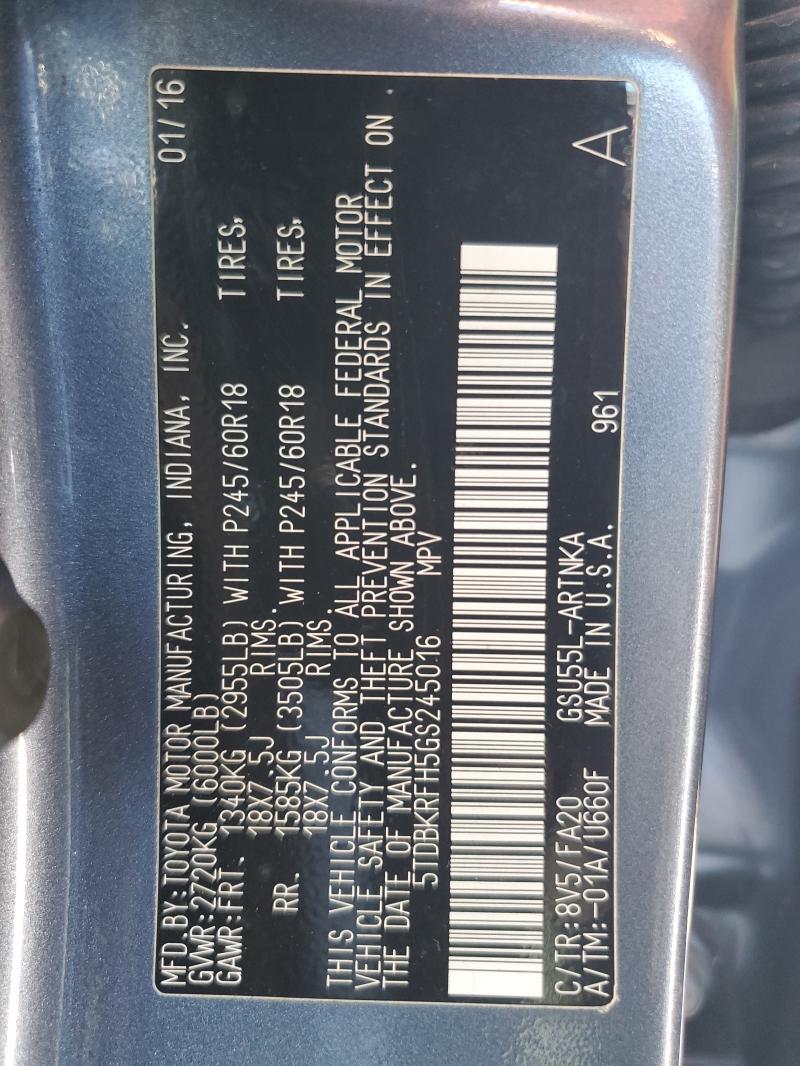 MFD.BY:TOYOTA MOTOR MANUFACTURING, INDIANA, INC. 01/16
GVWR:2720KG (6000LB)
GAWR:FRT. 1340KG (2955LB) WITH P245/60R18 TIRES,
18X7.5J RIMS.
RR. 1585KG (3505LB) WITH P245/60R18 TIRES,
18X7.5J RIMS.
THIS VEHICLE CONFORMS TO ALL APPLICABLE FEDERAL MOTOR
VEHICLE SAFETY AND THEFT PREVENTION STANDARDS IN EFFECT ON
THE DATE OF MANUFACTURE SHOWN ABOVE.
5TDBKRFH5GS245016 MPV
C/TR:8V5/FA20 GSU55L-ARTNKA
A/TM:-01A/U660F MADE IN U.S.A. 961 A